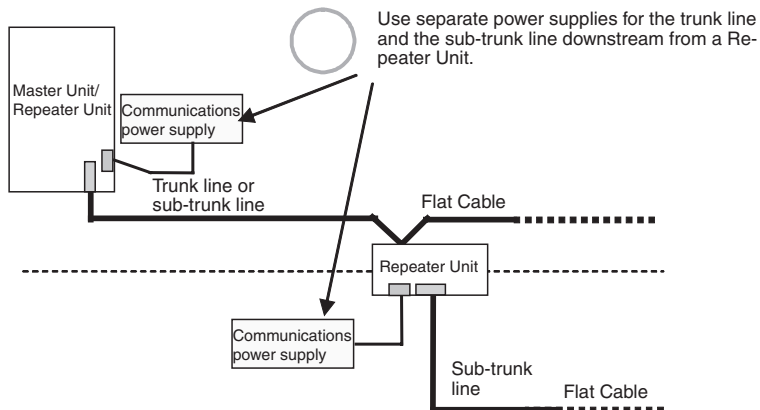 Use separate power supplies for the trunk line
and the sub-trunk line downstream from a Re-
peater Unit.
Master Unit/
Repeater Unit
Communications
power supply
Trunk line or
sub-trunk line
Flat Cable
Repeater Unit
Communications
power supply
Sub-trunk
line
Flat Cable